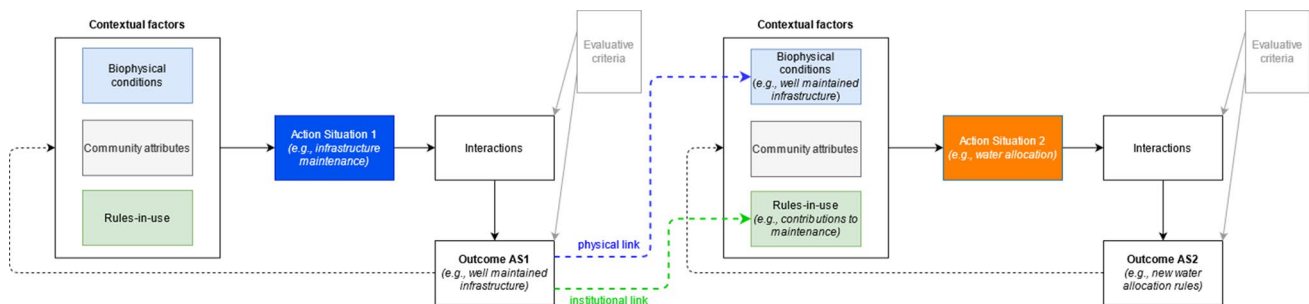 Contextual factors
Biophysical
conditions
Community attributes
Rules-in-use
Action Situation 1
(e.g., infrastructure
maintenance)
Interactions
Evaluative
criteria
Outcome AS1
(e.g., well maintained
infrastructure)
physical link
institutional link
Contextual factors
Biophysical
conditions
(e.g., well maintained
infrastructure)
Community attributes
Rules-in-use
(e.g., contributions to
maintenance)
Action Situation 2
(e.g., water allocation)
Interactions
Evaluative
criteria
Outcome AS2
(e.g., new water
allocation rules)